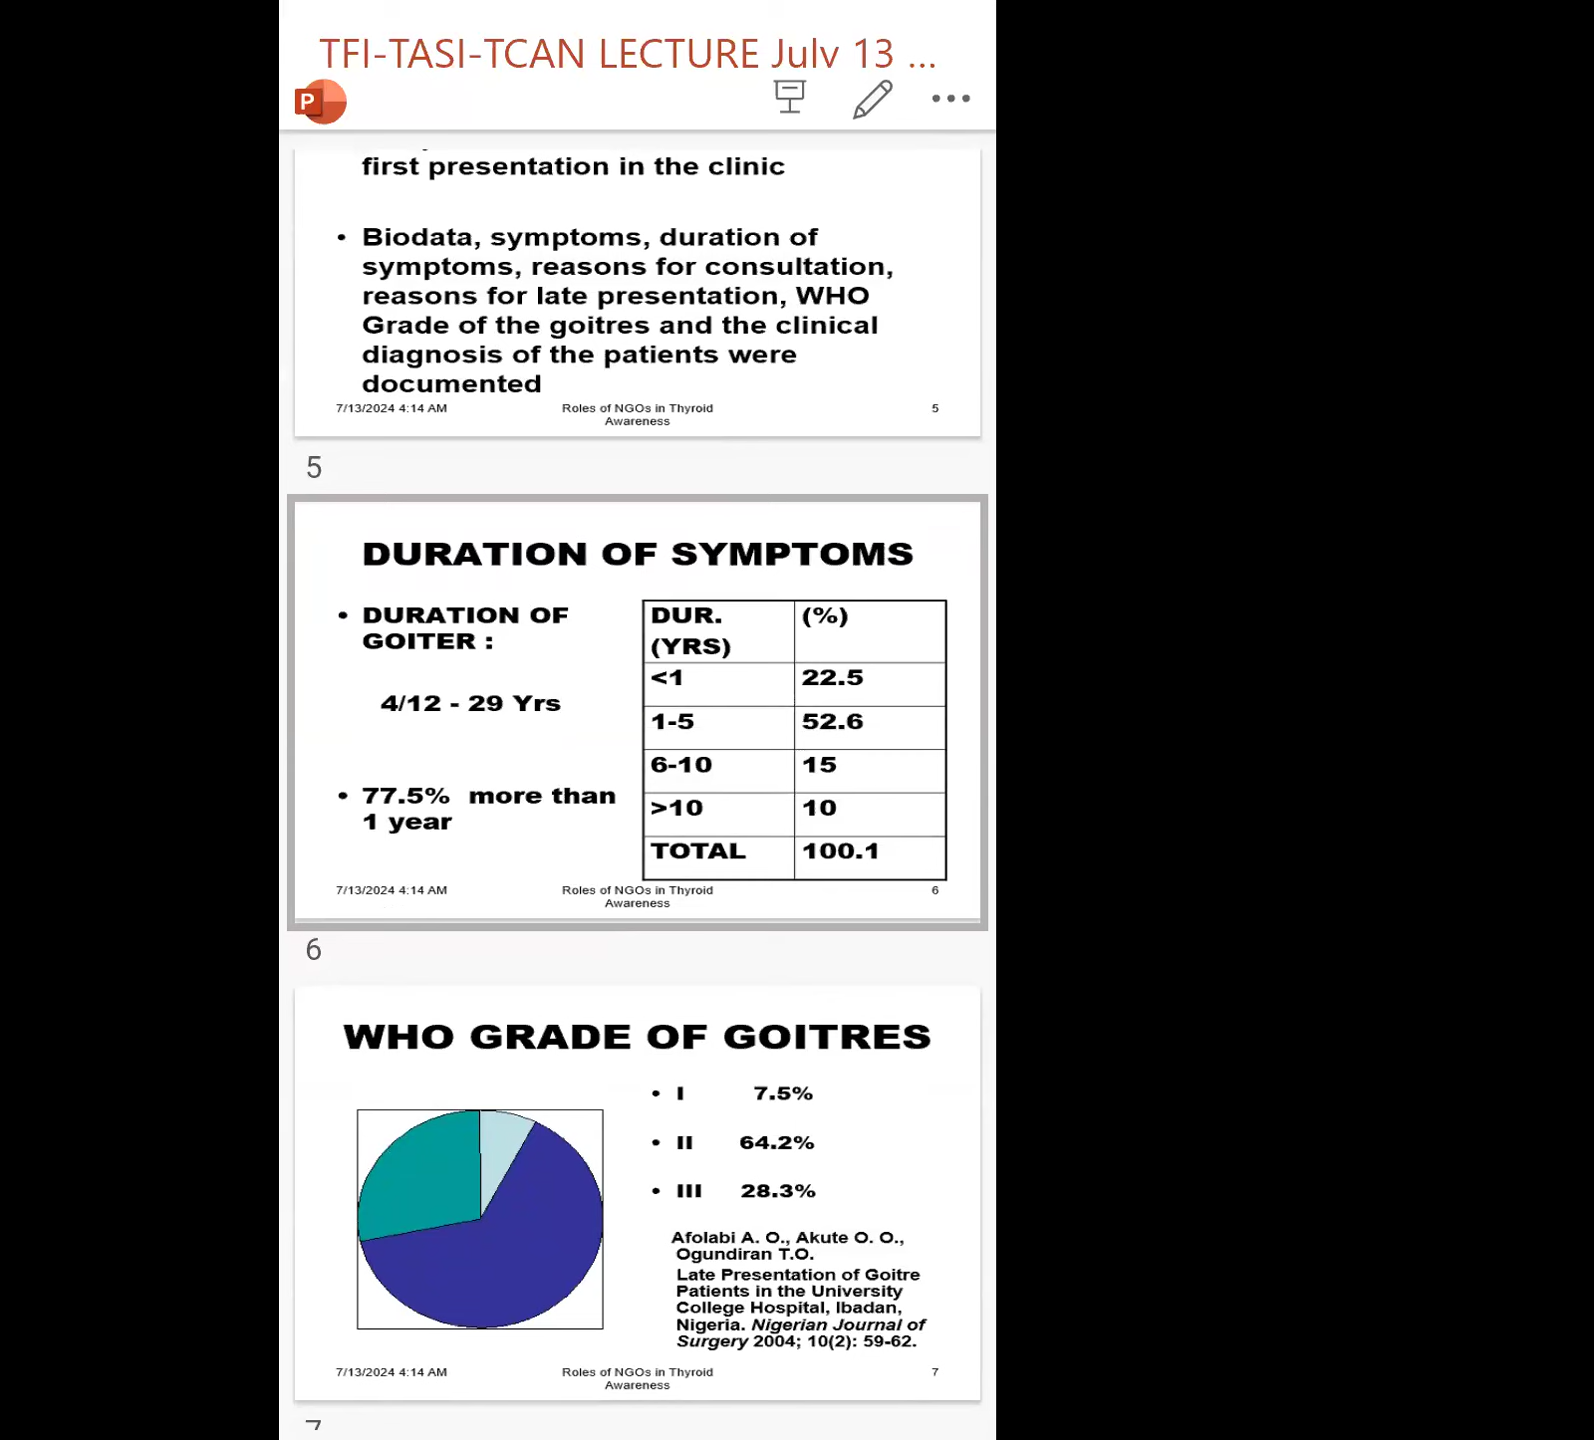 TFI-TASI-TCAN LECTURE Julv 13 ...
P
first presentation in the clinic
• Biodata, symptoms, duration of
symptoms, reasons for consultation,
reasons for late presentation, WHO
Grade of the goitres and the clinical
diagnosis of the patients were
documented
7/13/2024 4:14 AM Roles of NGOs in Thyroid 5
Awareness
5
DURATION OF SYMPTOMS
• DURATION OF
GOITER :
4/12 - 29 Yrs
• 77.5% more than
1 year
DUR. (%)
(YRS)
<1 22.5
1-5 52.6
6-10 15
>10 10
TOTAL 100.1
7/13/2024 4:14 AM Roles of NGOs in Thyroid 6
Awareness
6
WHO GRADE OF GOITRES
• I 7.5%
• II 64.2%
• III 28.3%
Afolabi A. O., Akute O. O.,
Ogundiran T.O.
Late Presentation of Goitre
Patients in the University
College Hospital, Ibadan,
Nigeria. Nigerian Journal of
Surgery 2004; 10(2): 59-62.
7/13/2024 4:14 AM Roles of NGOs in Thyroid 7
Awareness
7